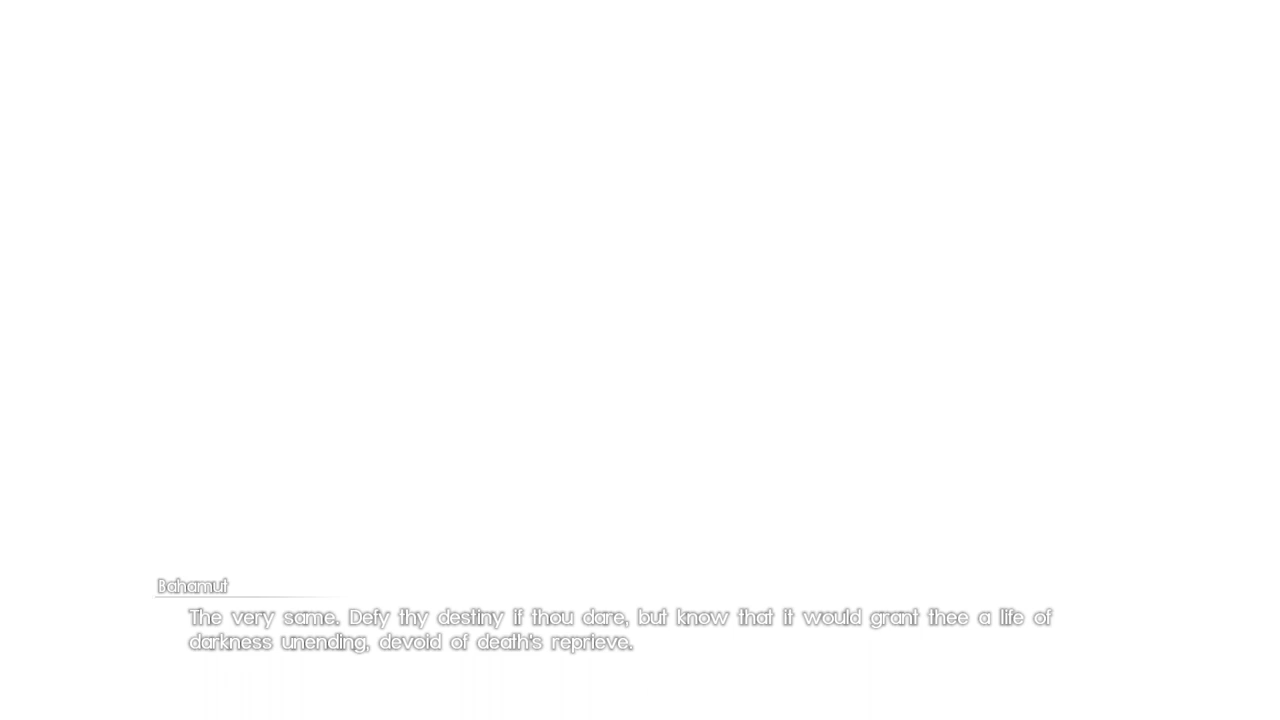 Bahamut
The very same. Defy thy destiny if thou dare, but know that it would grant thee a life of
darkness unending, devoid of death's reprieve.